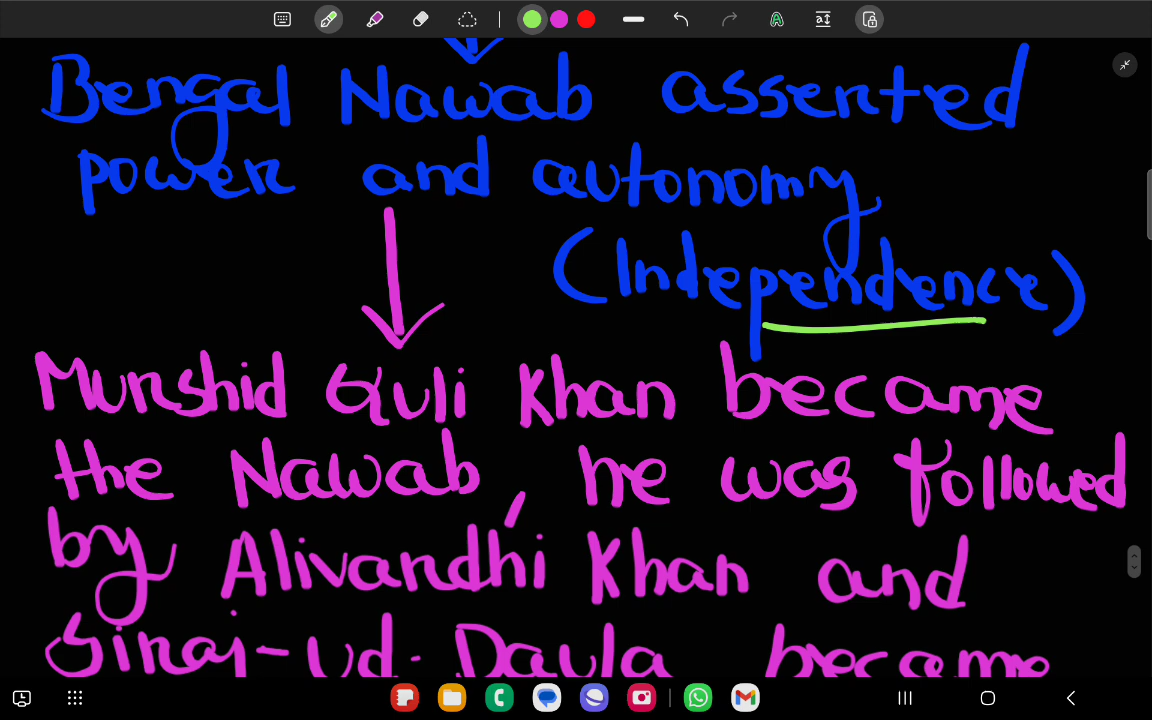 Bengal Nawab asserted
power and autonomy
(Independence)
Murshid Quli Khan became
the Nawab, he was followed
by Alivardhi Khan and
Siraj-Ud-Daula became